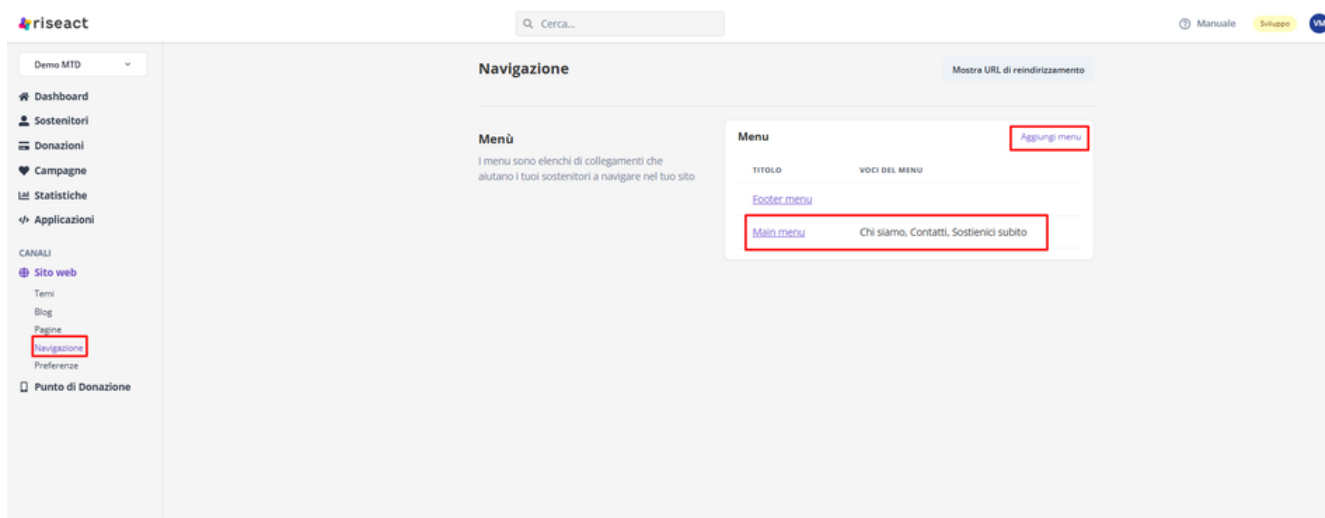 riseact
Cerca...
Manuale
Sviluppo
VM
Demo MTD
Dashboard
Sostenitori
Donazioni
Campagne
Statistiche
Applicazioni
CANALI
Sito web
Temi
Blog
Pagine
Navigazione
Preferenze
Punto di Donazione
Navigazione
Mostra URL di reindirizzamento
Menù
I menu sono elenchi di collegamenti che
aiutano i tuoi sostenitori a navigare nel tuo sito
Menu
Aggiungi menu
TITOLO VOCI DEL MENU
Footer menu
Main menu Chi siamo, Contatti, Sostienici subito